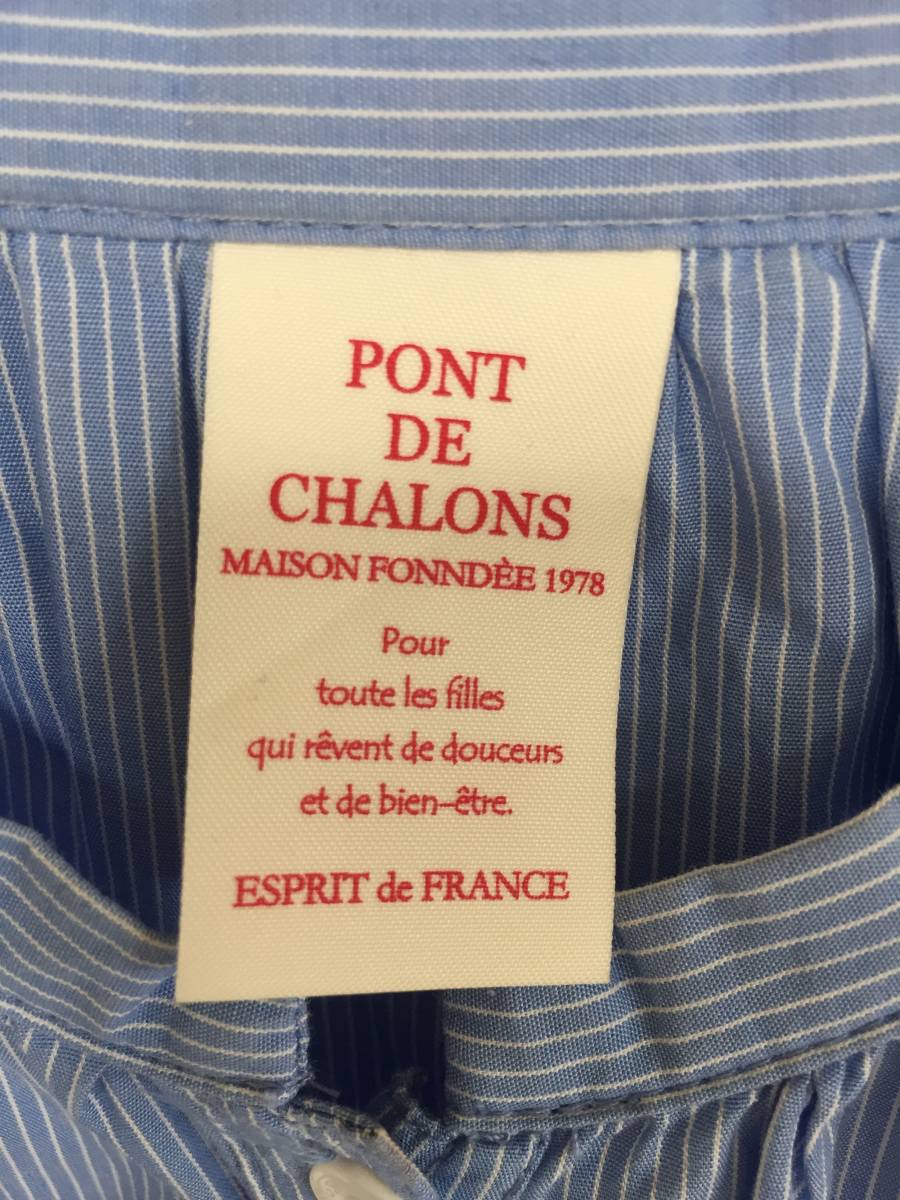 PONT
DE
CHALONS
MAISON FONNDÈE 1978
Pour
toute les filles
qui rêvent de douceurs
et de bien-être.
ESPRIT de FRANCE